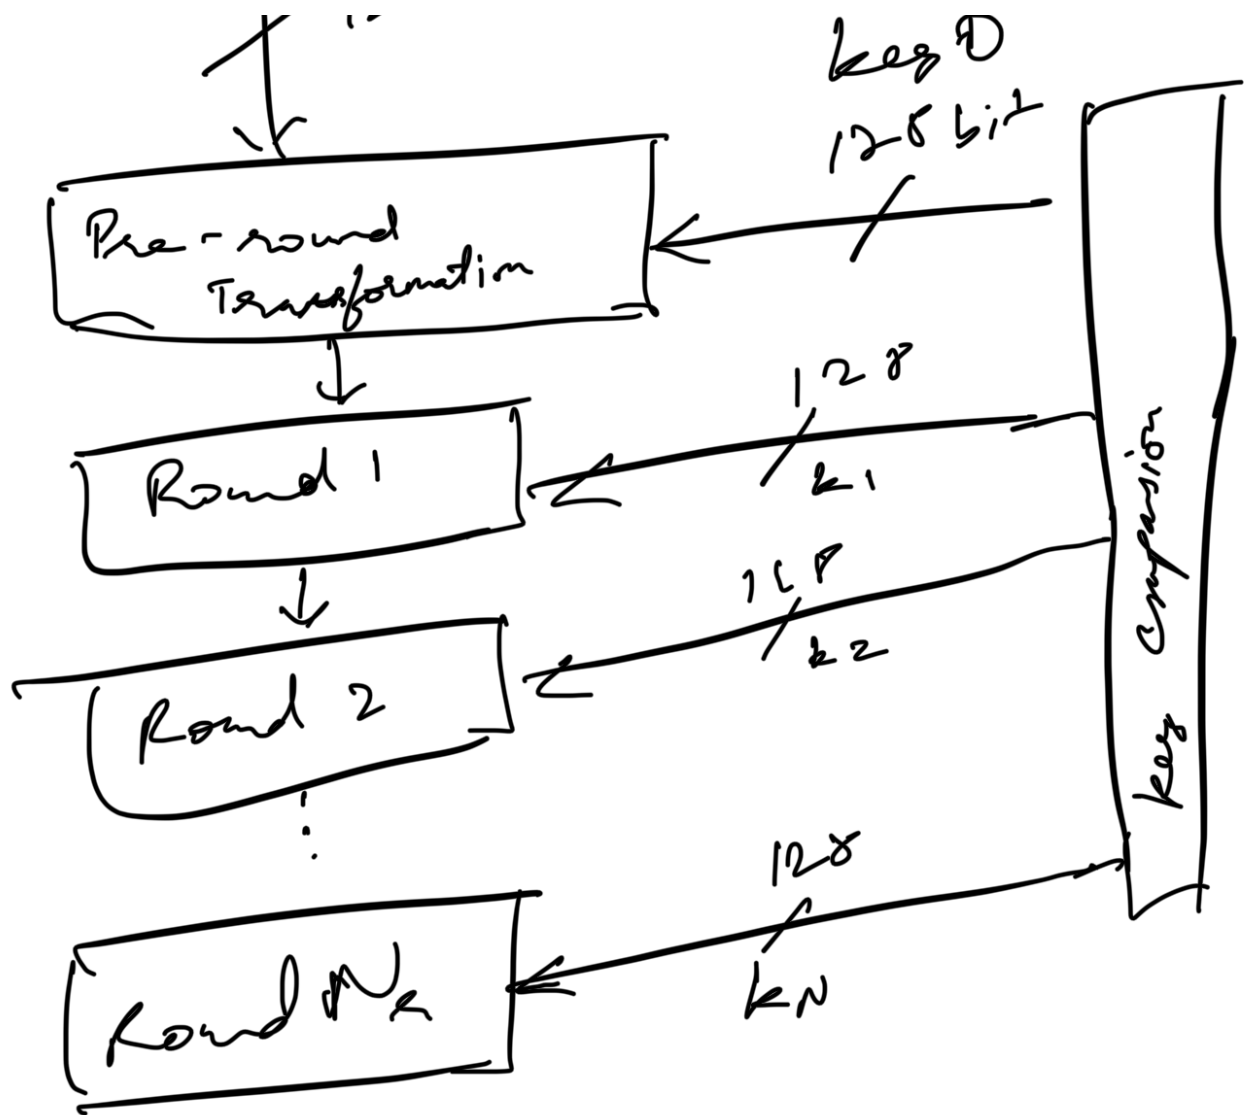 key 0
128 bit
Pre-round
Transformation
128
Round 1
k1
128
k2
Round 2
128
Round Nr
kN
key expansion